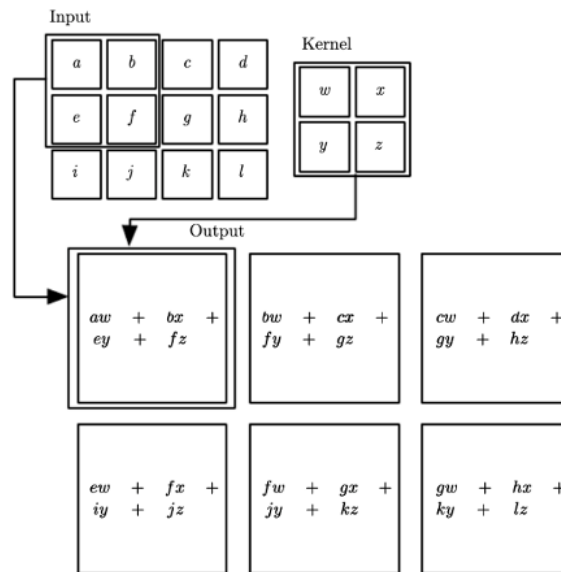 Input
a b c d
e f g h
i j k l
Kernel
w x
y z
Output
aw + bx +
ey + fz
bw + cx +
fy + gz
cw + dx +
gy + hz
ew + fx +
iy + jz
fw + gx +
jy + kz
gw + hx +
ky + lz